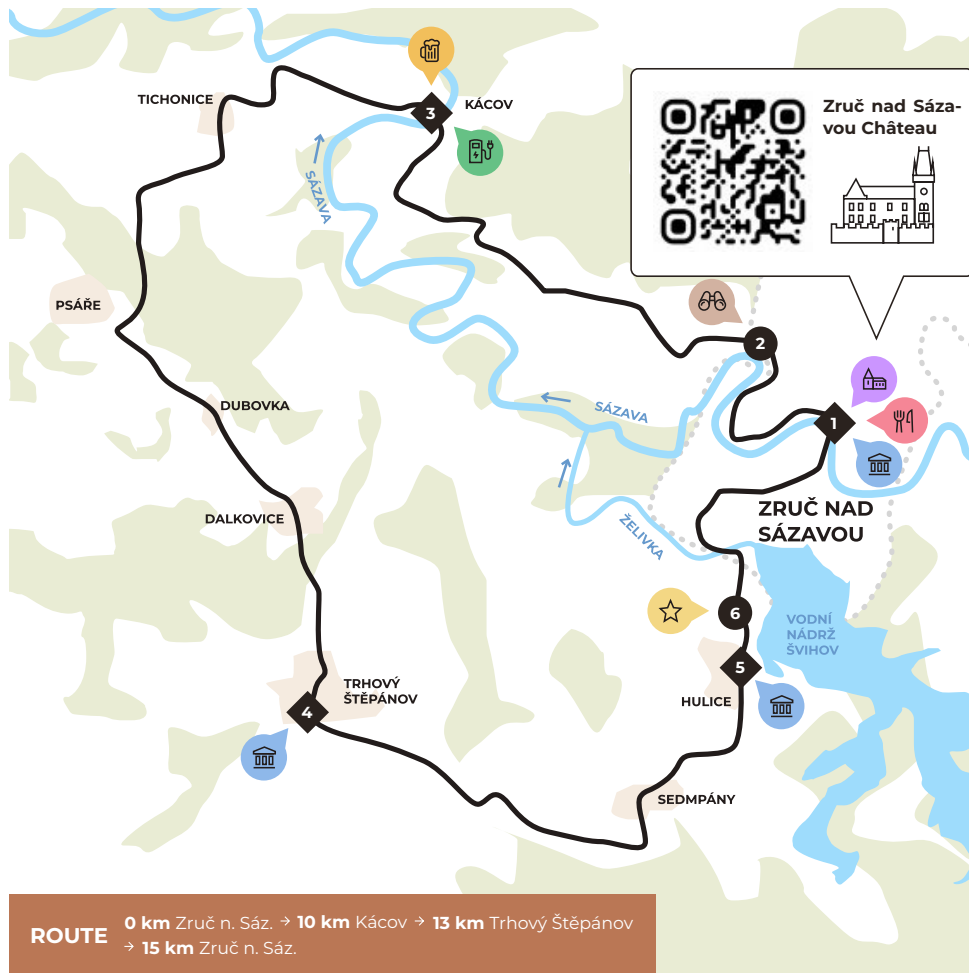 TICHONICE
3
KÁCOV
Zruč nad Sáza-
vou Château
SÁZAVA
PSÁŘE
2
DUBOVKA
SÁZAVA
1
DALKOVICE
ZRUČ NAD
SÁZAVOU
ŽELIVKA
6
VODNÍ
NÁDRŽ
ŠVIHOV
5
TRHOVÝ
ŠTĚPÁNOV
HULICE
4
SEDMPÁNY
ROUTE
0 km Zruč n. Sáz. → 10 km Kácov → 13 km Trhový Štěpánov
→ 15 km Zruč n. Sáz.